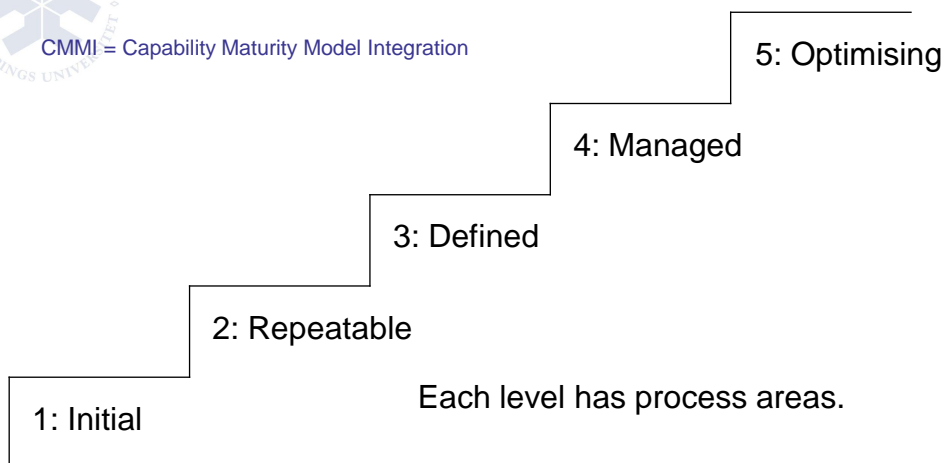 CMMI = Capability Maturity Model Integration
5: Optimising
4: Managed
3: Defined
2: Repeatable
Each level has process areas.
1: Initial